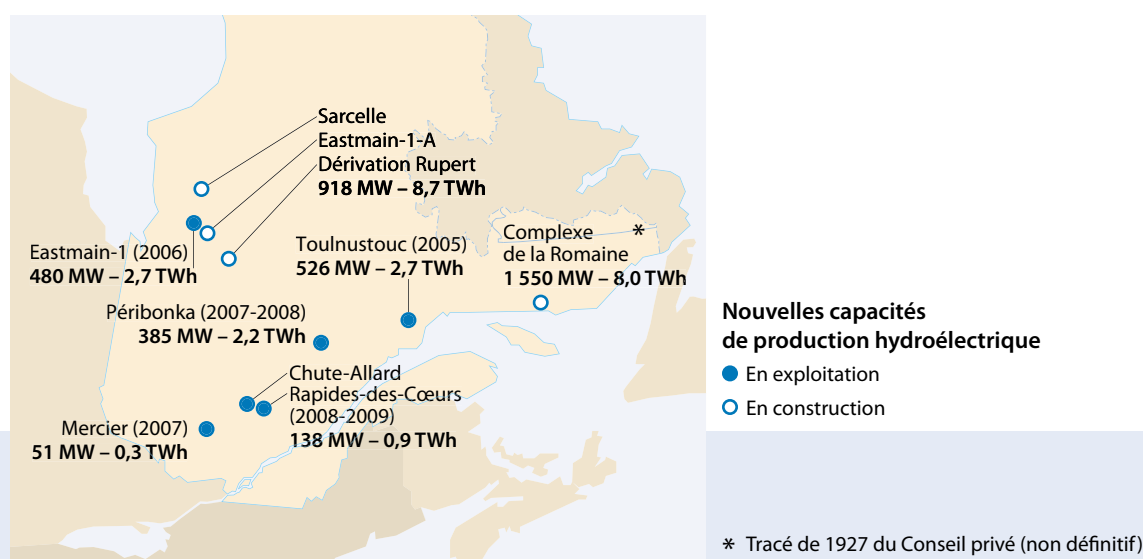 Sarcelle
Eastmain-1-A
Dérivation Rupert
918 MW – 8,7 TWh
Eastmain-1 (2006)
480 MW – 2,7 TWh
Toulnustouc (2005)
526 MW – 2,7 TWh
Complexe *
de la Romaine
1 550 MW – 8,0 TWh
Péribonka (2007-2008)
385 MW – 2,2 TWh
Chute-Allard
Rapides-des-Cœurs
(2008-2009)
138 MW – 0,9 TWh
Mercier (2007)
51 MW – 0,3 TWh
Nouvelles capacités
de production hydroélectrique
En exploitation
En construction
* Tracé de 1927 du Conseil privé (non définitif)